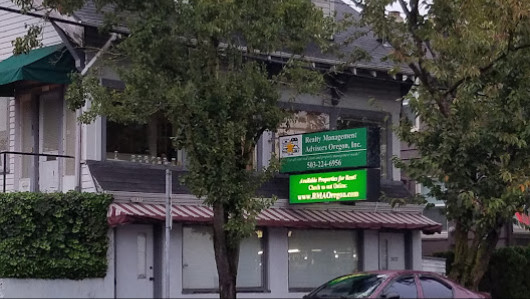 Realty Management
Advisors Oregon, Inc.
503-224-6956
Available Properties for Rent!
Check us out Online:
www.RMAOregon.com